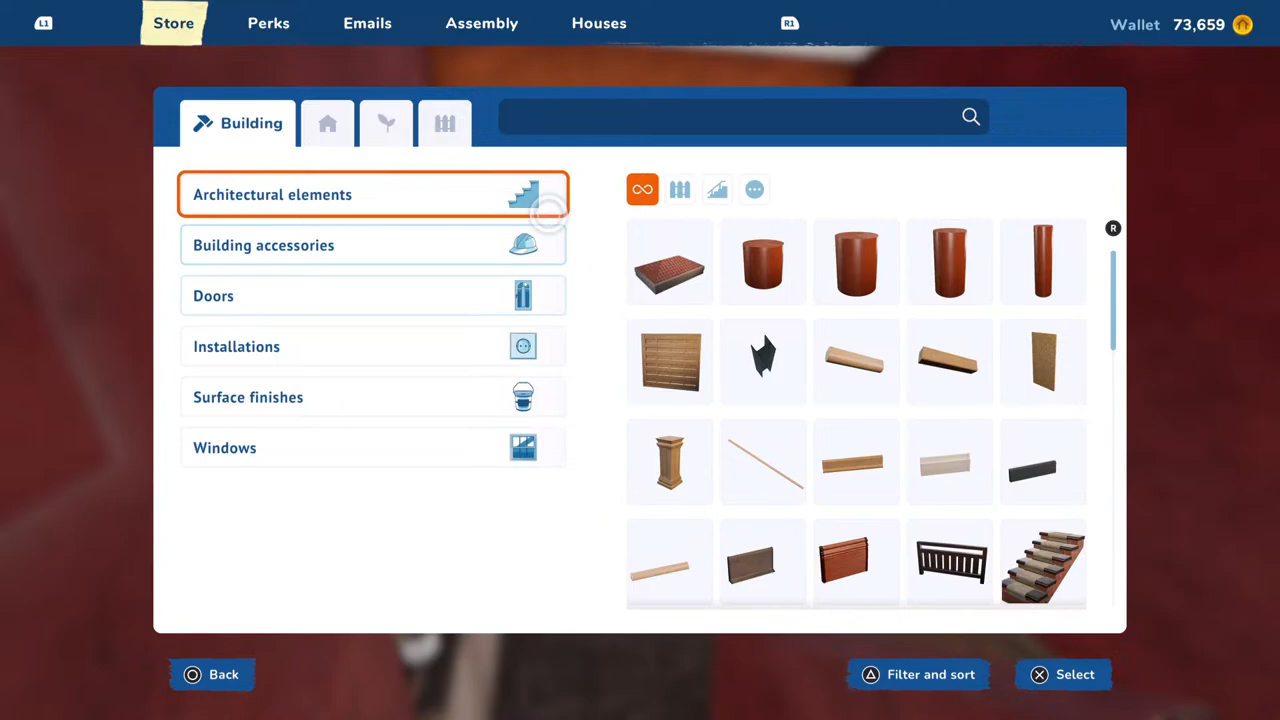 L1
Store
Perks
Emails
Assembly
Houses
R1
Wallet 73,659
Building
Architectural elements
Building accessories
Doors
Installations
Surface finishes
Windows
R
Back
Filter and sort
Select